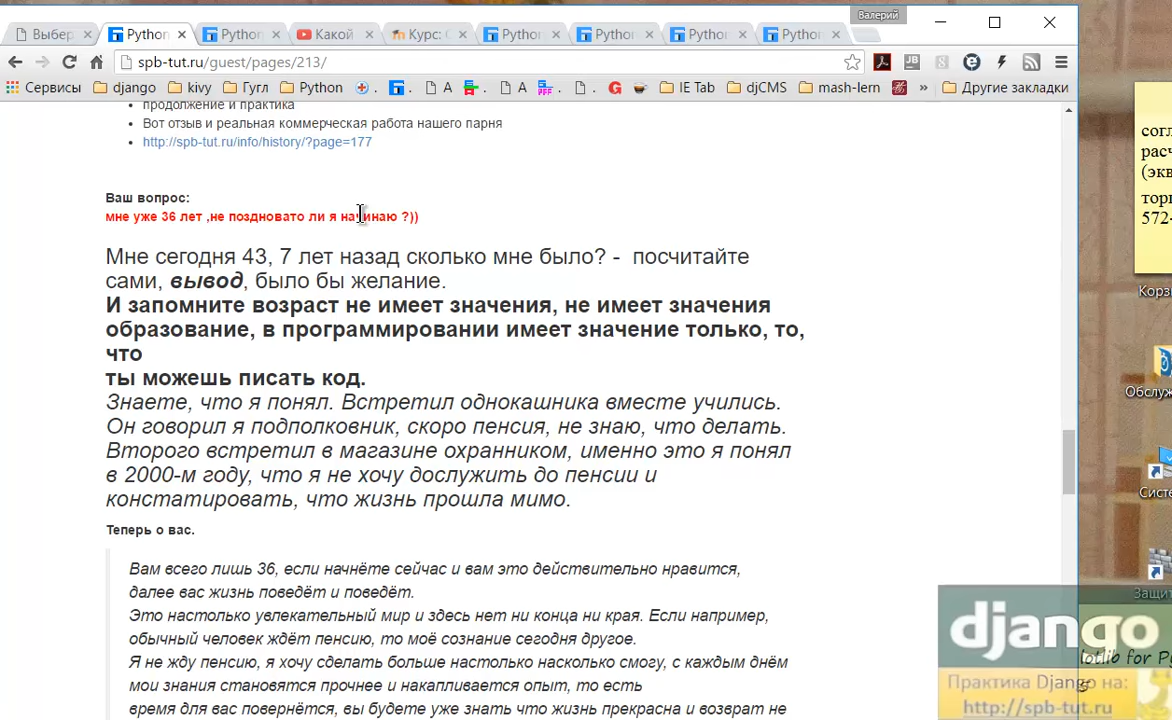 Валерий
Выбер
Python
Python
Какой
Курс: С
Python
Python
Python
Python
spb-tut.ru/guest/pages/213/
Сервисы django kivy Гугл Python A A IE Tab djCMS mash-lern » Другие закладки
продолжение и практика
Вот отзыв и реальная коммерческая работа нашего парня
http://spb-tut.ru/info/history/?page=177
Ваш вопрос:
мне уже 36 лет ,не поздновато ли я начинаю ?))
Мне сегодня 43, 7 лет назад сколько мне было? - посчитайте
сами, вывод, было бы желание.
И запомните возраст не имеет значения, не имеет значения
образование, в программировании имеет значение только, то,
что
ты можешь писать код.
Знаете, что я понял. Встретил однокашника вместе учились.
Он говорил я подполковник, скоро пенсия, не знаю, что делать.
Второго встретил в магазине охранником, именно это я понял
в 2000-м году, что я не хочу дослужить до пенсии и
констатировать, что жизнь прошла мимо.
Теперь о вас.
Вам всего лишь 36, если начнёте сейчас и вам это действительно нравится,
далее вас жизнь поведёт и поведёт.
Это настолько увлекательный мир и здесь нет ни конца ни края. Если например,
обычный человек ждёт пенсию, то моё сознание сегодня другое.
Я не жду пенсию, я хочу сделать больше настолько насколько смогу, с каждым днём
мои знания становятся прочнее и накапливается опыт, то есть
время для вас повернётся, вы будете уже знать что жизнь прекрасна и возврат не
согл
расч
(экв
торг
572-
Корз
Обслуж
Систе
Защит
django
otlib for Py
Практика Django на:
http://spb-tut.ru